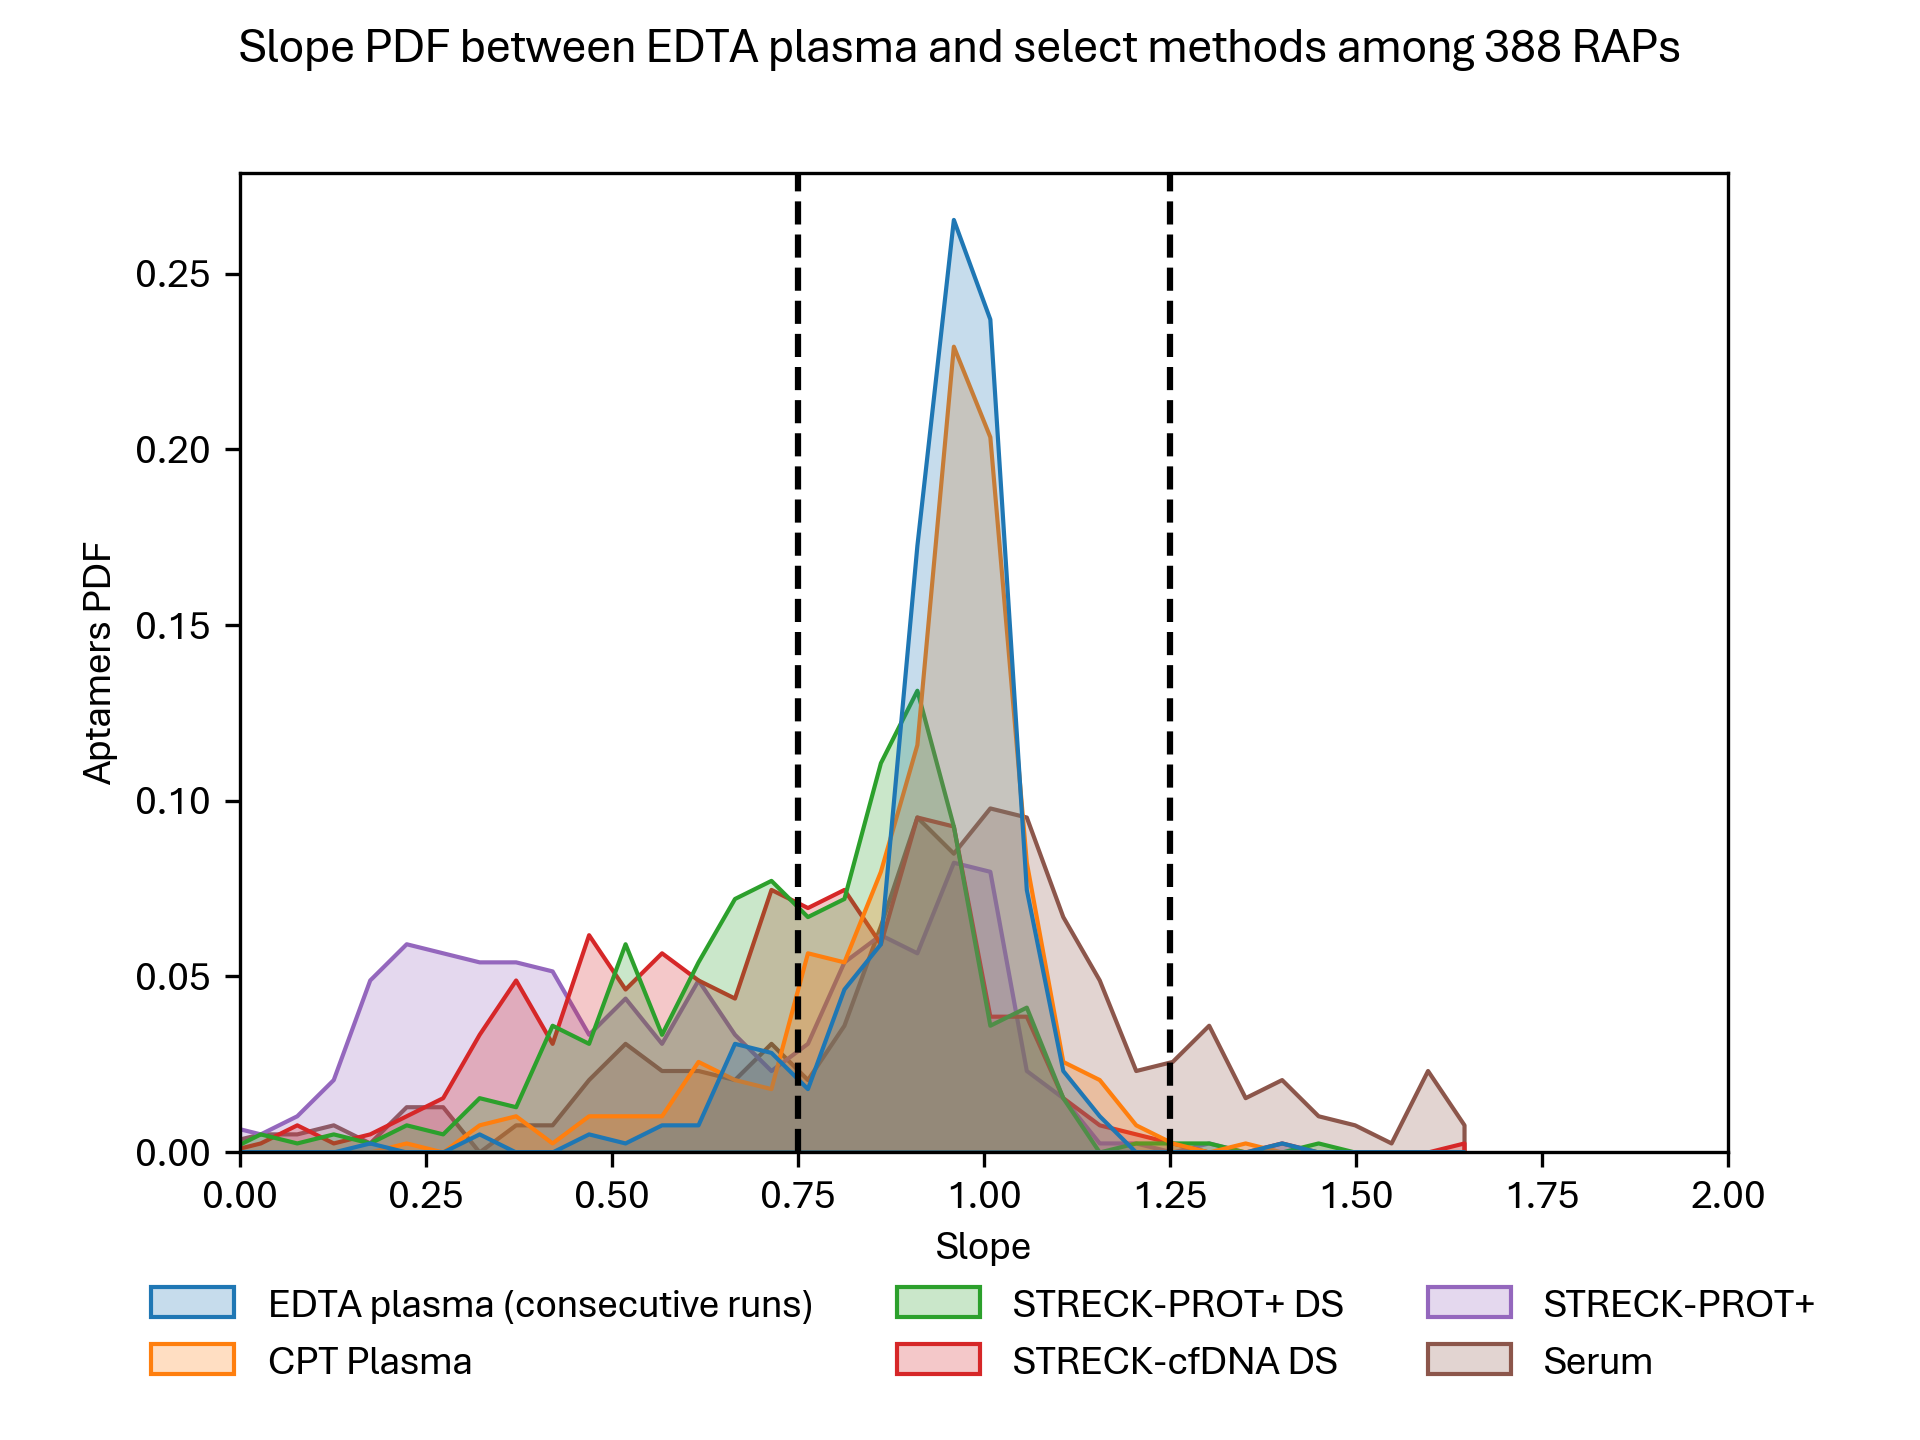 Slope PDF between EDTA plasma and select methods among 388 RAPs
Aptamers PDF
0.25
0.20
0.15
0.10
0.05
0.00
0.00 0.25 0.50 0.75 1.00 1.25 1.50 1.75 2.00
Slope
EDTA plasma (consecutive runs) STRECK-PROT+ DS STRECK-PROT+
CPT Plasma STRECK-cfDNA DS Serum